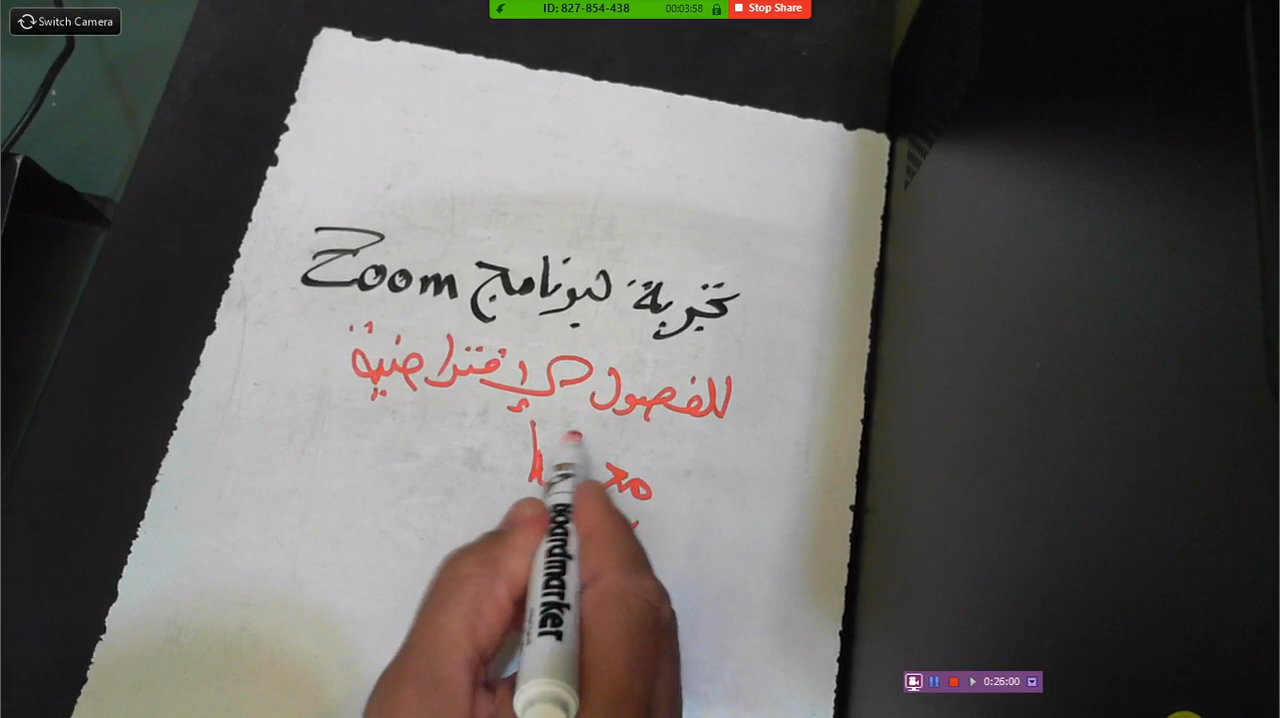 Switch Camera
ID: 827-854-438 00:03:58 Stop Share
تجربة لبرنامج Zoom
للفصول الإفتراضية
Boardmarker
0:26:00